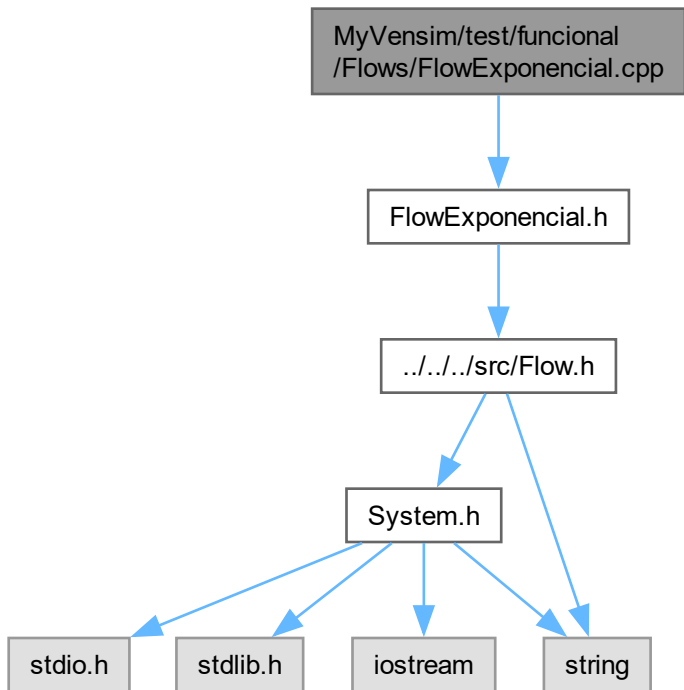 MyVensim/test/funcional
/Flows/FlowExponencial.cpp
FlowExponencial.h
../../../src/Flow.h
System.h
stdio.h
stdlib.h
iostream
string